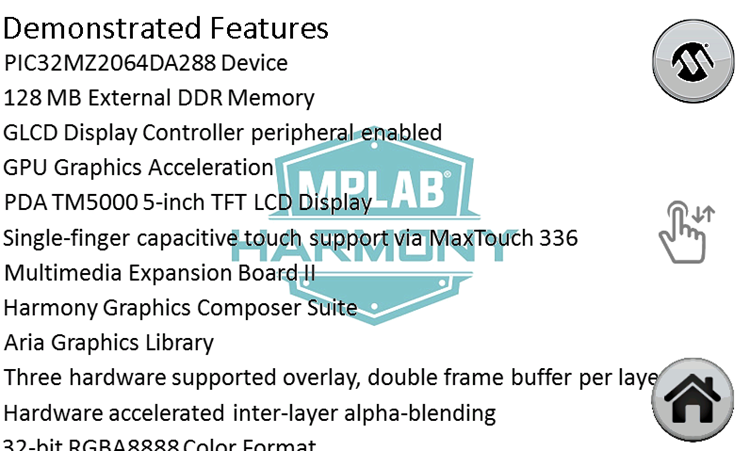 Demonstrated Features
PIC32MZ2064DA288 Device
128 MB External DDR Memory
GLCD Display Controller peripheral enabled
GPU Graphics Acceleration
MPLAB®
PDA TM5000 5-inch TFT LCD Display
Single-finger capacitive touch support via MaxTouch 336
HARMONY
Multimedia Expansion Board II
Harmony Graphics Composer Suite
Aria Graphics Library
Three hardware supported overlay, double frame buffer per laye
Hardware accelerated inter-layer alpha-blending
32-bit RGBA8888 Color Format